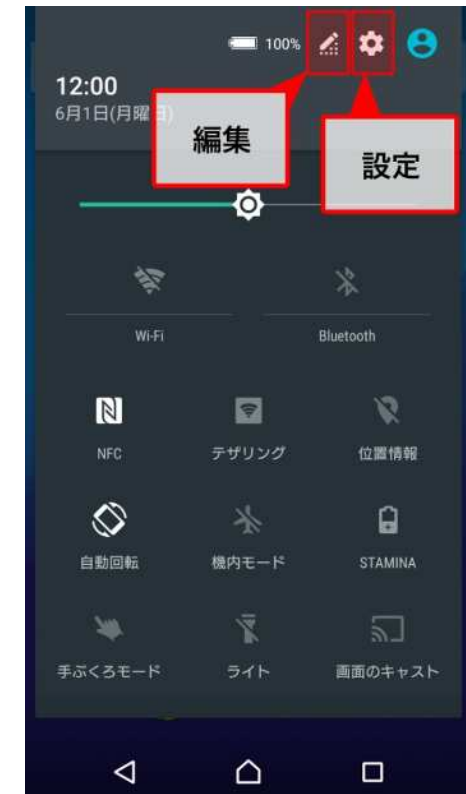 100%
12:00
6月1日(月曜日)
編集
設定
Wi-Fi
Bluetooth
NFC
テザリング
位置情報
自動回転
機内モード
STAMINA
手ぶくろモード
ライト
画面のキャスト